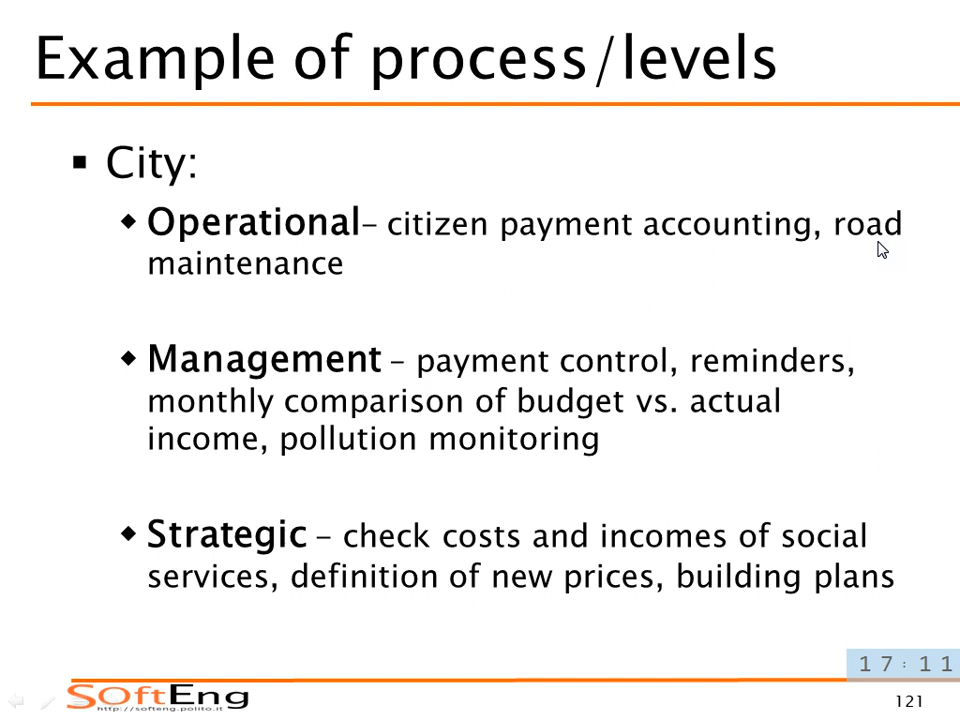 Example of process/levels
▪ City:
◆ Operational– citizen payment accounting, road
maintenance
◆ Management – payment control, reminders,
monthly comparison of budget vs. actual
income, pollution monitoring
◆ Strategic – check costs and incomes of social
services, definition of new prices, building plans
17:11
SoftEng
http://softeng.polito.it
121